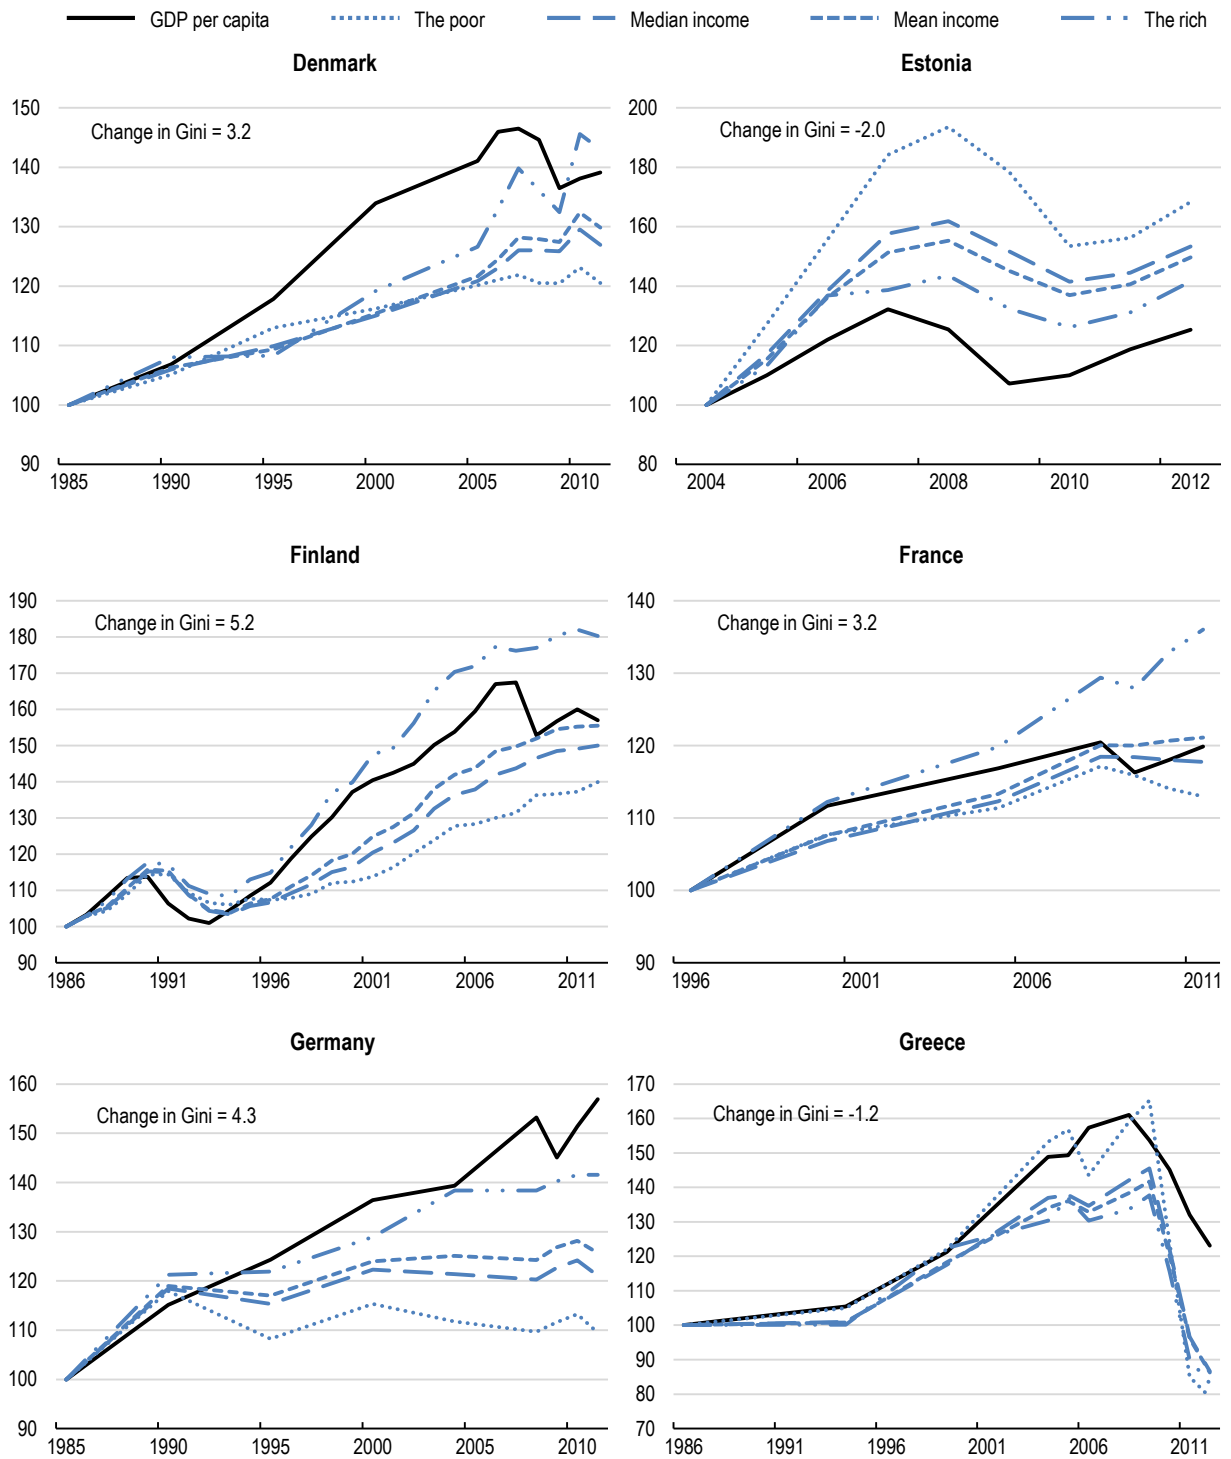 GDP per capita The poor Median income Mean income The rich
Denmark
Change in Gini = 3.2
150
140
130
120
110
100
90
1985 1990 1995 2000 2005 2010
Estonia
Change in Gini = -2.0
200
180
160
140
120
100
80
2004 2006 2008 2010 2012
Finland
Change in Gini = 5.2
190
180
170
160
150
140
130
120
110
100
90
1986 1991 1996 2001 2006 2011
France
Change in Gini = 3.2
140
130
120
110
100
90
1996 2001 2006 2011
Germany
Change in Gini = 4.3
160
150
140
130
120
110
100
90
1985 1990 1995 2000 2005 2010
Greece
Change in Gini = -1.2
170
160
150
140
130
120
110
100
90
80
70
1986 1991 1996 2001 2006 2011